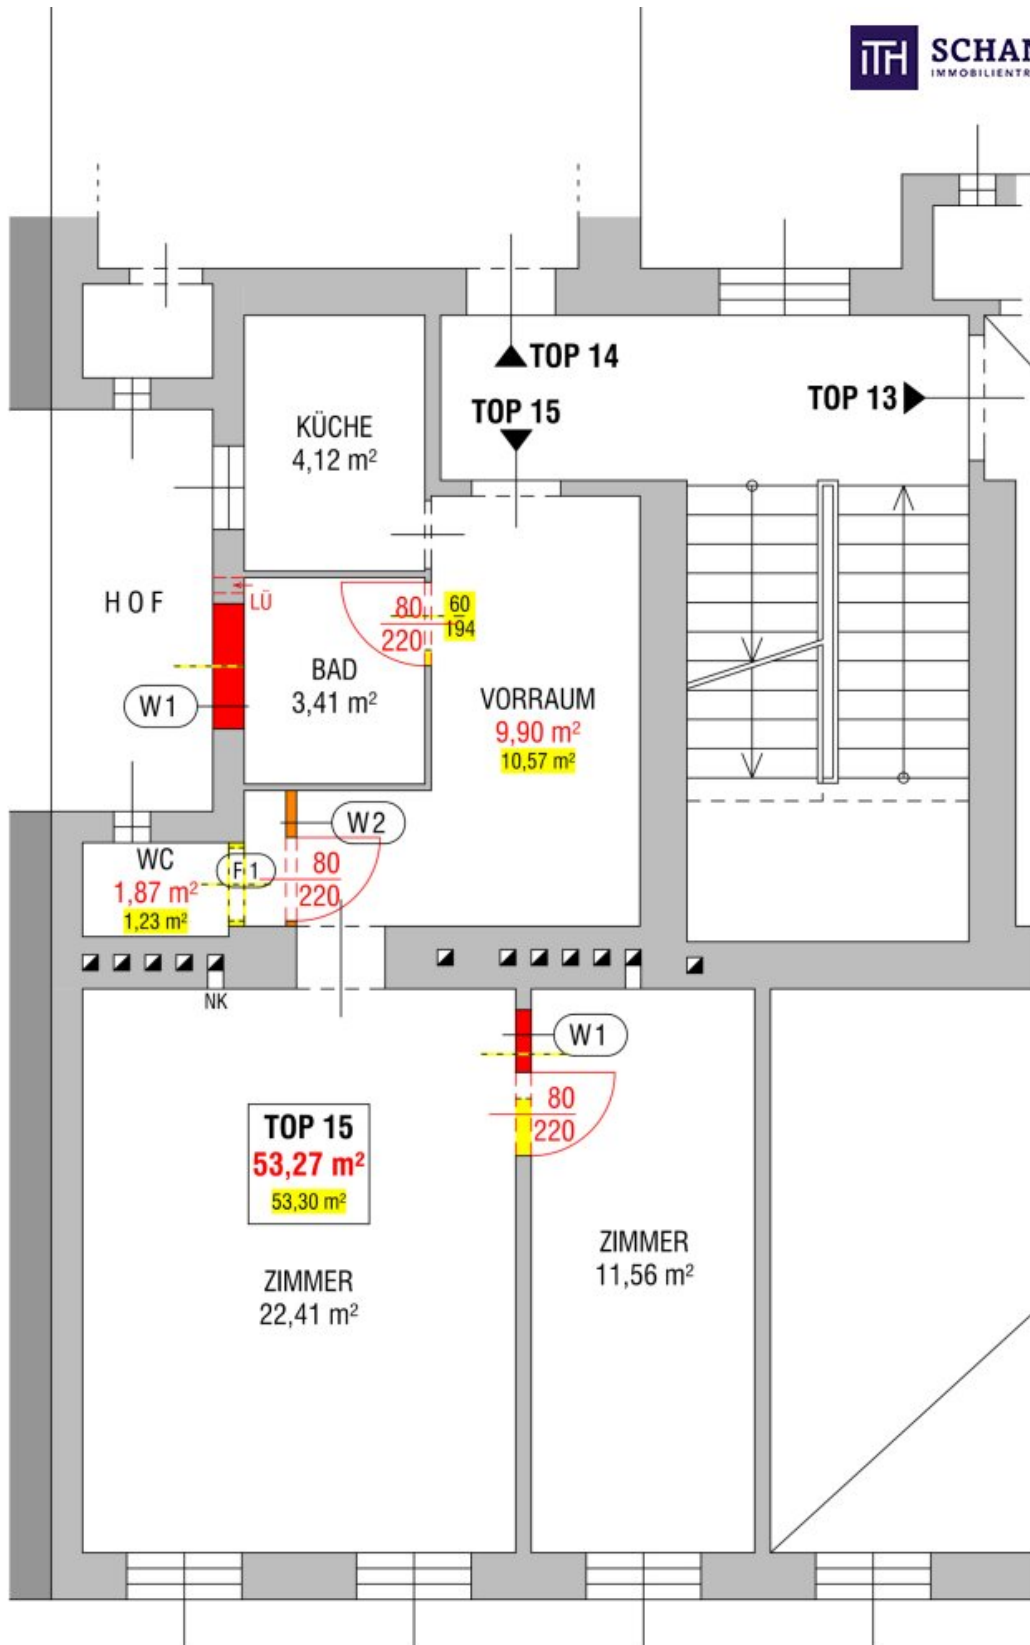 ITH SCHAN
IMMOBILIENTR
TOP 14
TOP 15
TOP 13
KÜCHE
4,12 m²
HOF
LÜ
80
220
60
194
BAD
3,41 m²
W1
VORRAUM
9,90 m²
10,57 m²
W2
WC
1,87 m²
1,23 m²
F1
80
220
NK
W1
80
220
TOP 15
53,27 m²
53,30 m²
ZIMMER
22,41 m²
ZIMMER
11,56 m²